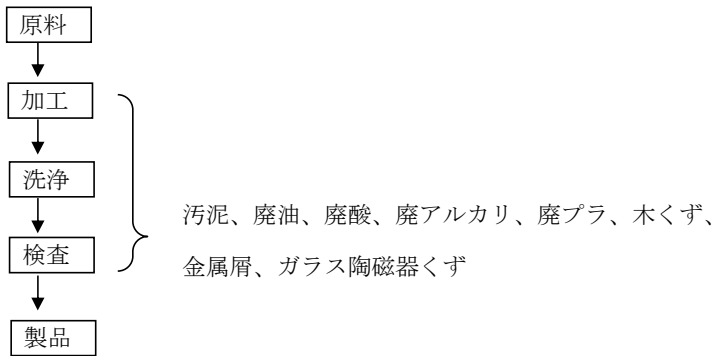 原料
加工
洗浄
検査
製品
汚泥、廃油、廃酸、廃アルカリ、廃プラ、木くず、
金属屑、ガラス陶磁器くず